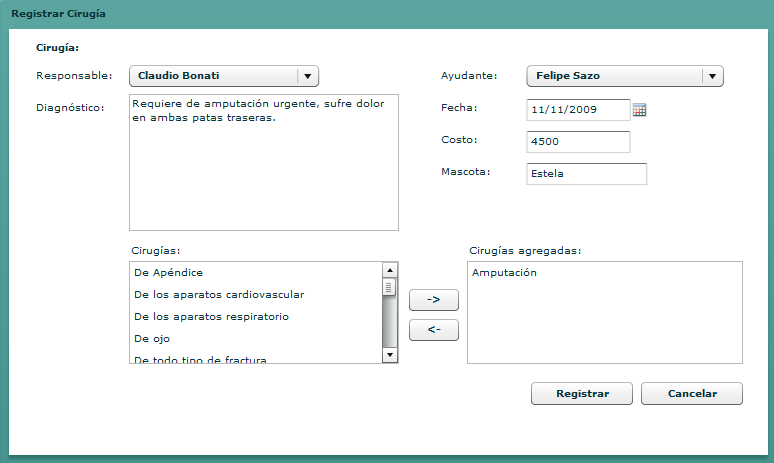 Registrar Cirugía
Cirugía:
Responsable: Claudio Bonati
Ayudante: Felipe Sazo
Diagnóstico: Requiere de amputación urgente, sufre dolor
en ambas patas traseras.
Fecha: 11/11/2009
Costo: 4500
Mascota: Estela
Cirugías:
De Apéndice
De los aparatos cardiovascular
De los aparatos respiratorio
De ojo
De todo tipo de fractura
->
<-
Cirugías agregadas:
Amputación
Registrar
Cancelar